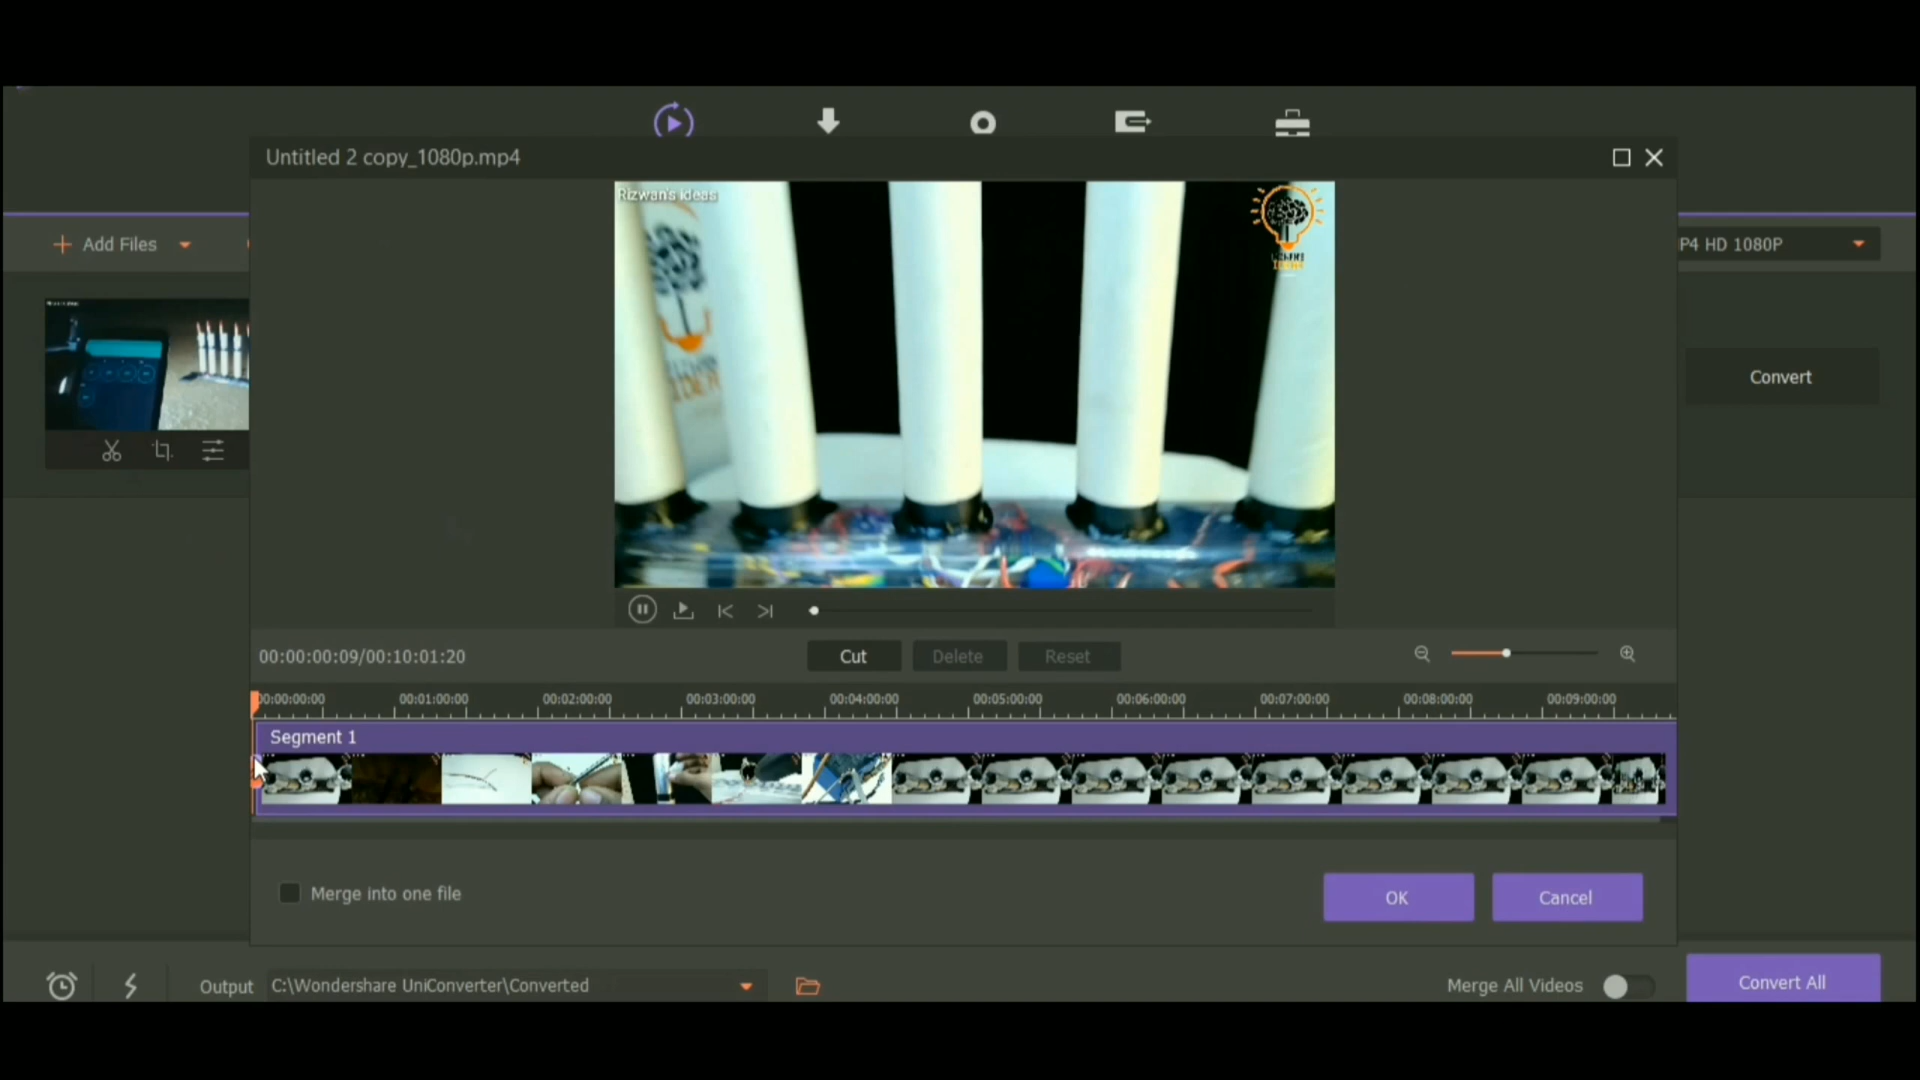 Untitled 2 copy_1080p.mp4
Rizwan's ideas
Add Files
P4 HD 1080P
Convert
00:00:00:09/00:10:01:20
Cut
Delete
Reset
00:00:00:00
00:01:00:00
00:02:00:00
00:03:00:00
00:04:00:00
00:05:00:00
00:06:00:00
00:07:00:00
00:08:00:00
00:09:00:00
Segment 1
Merge into one file
OK
Cancel
Output
C:\Wondershare UniConverter\Converted
Merge All Videos
Convert All